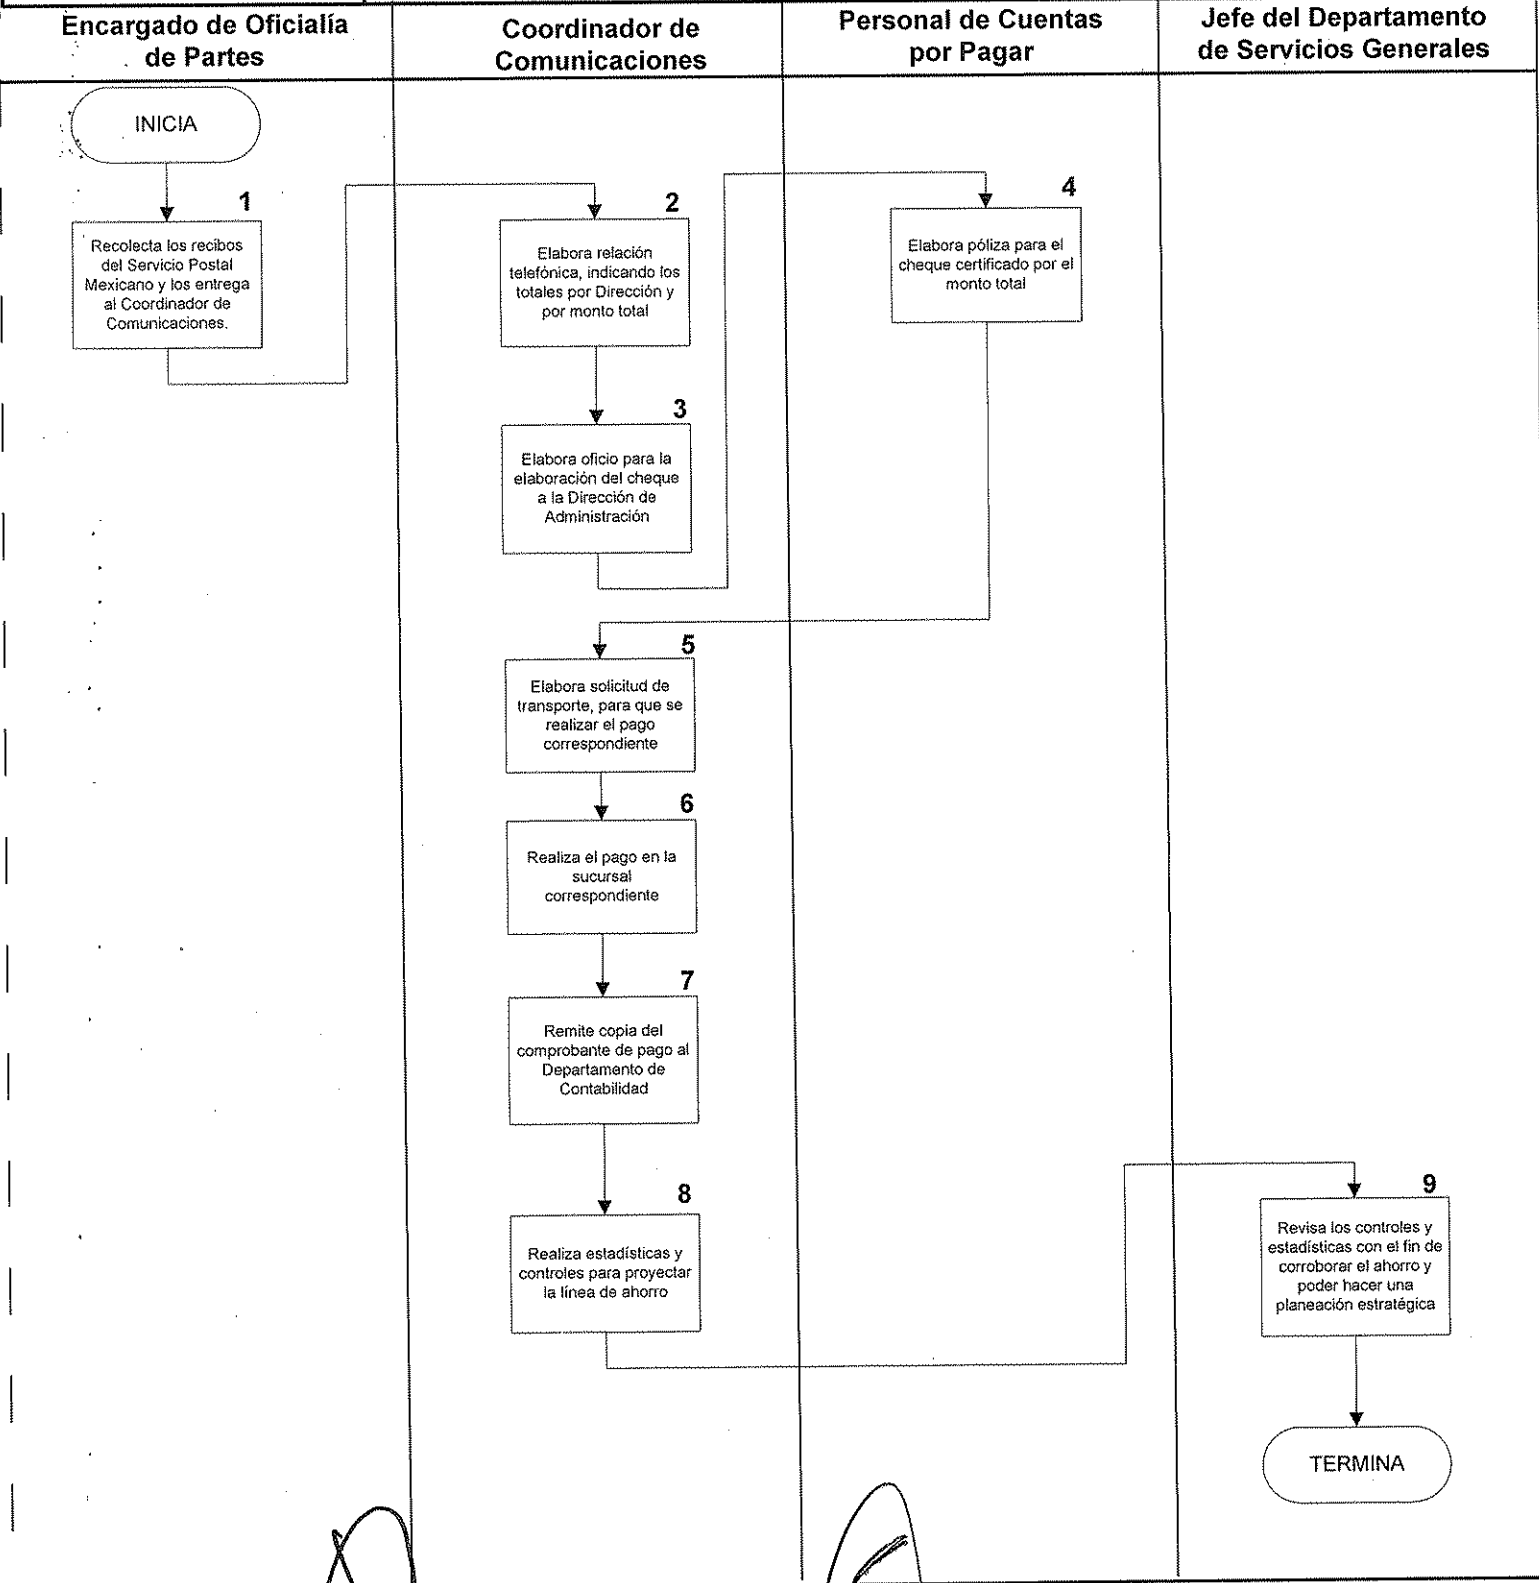 Encargado de Oficialía
de Partes
Coordinador de
Comunicaciones
Personal de Cuentas
por Pagar
Jefe del Departamento
de Servicios Generales
INICIA
1
Recolecta los recibos
del Servicio Postal
Mexicano y los entrega
al Coordinador de
Comunicaciones.
2
Elabora relación
telefónica, indicando los
totales por Dirección y
por monto total
3
Elabora oficio para la
elaboración del cheque
a la Dirección de
Administración
4
Elabora póliza para el
cheque certificado por el
monto total
5
Elabora solicitud de
transporte, para que se
realizar el pago
correspondiente
6
Realiza el pago en la
sucursal
correspondiente
7
Remite copia del
comprobante de pago al
Departamento de
Contabilidad
8
Realiza estadísticas y
controles para proyectar
la línea de ahorro
9
Revisa los controles y
estadísticas con el fin de
corroborar el ahorro y
poder hacer una
planeación estratégica
TERMINA